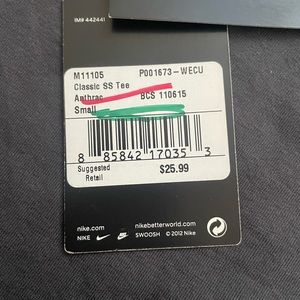 IM# 442441
M11105 P001673-WECU
Classic SS Tee
Anthrac BCS 110615
Small
8 85842 17035 3
Suggested
Retail $25.99
nike.com nikebetterworld.com
NIKE SWOOSH © 2012 Nike